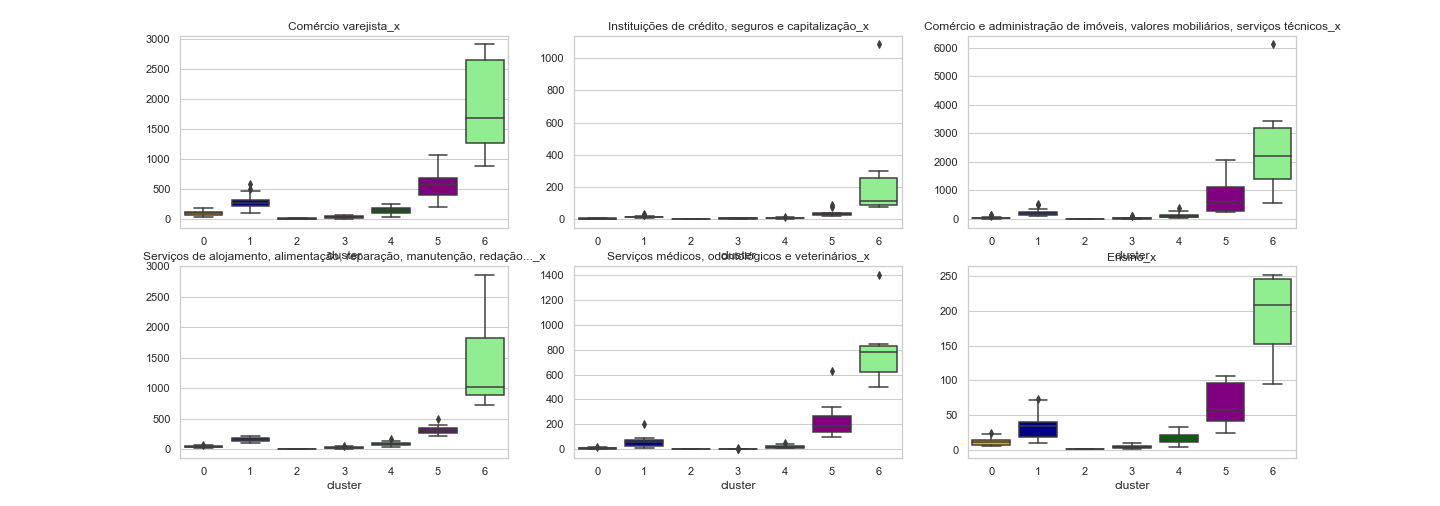 Comércio varejista_x
3000
2500
2000
1500
1000
500
0
0 1 2 3 4 5 6
cluster
Instituições de crédito, seguros e capitalização_x
1000
800
600
400
200
0
0 1 2 3 4 5 6
cluster
Comércio e administração de imóveis, valores mobiliários, serviços técnicos_x
6000
5000
4000
3000
2000
1000
0
0 1 2 3 4 5 6
cluster
Serviços de alojamento, alimentação, reparação, manutenção, redação..._x
3000
2500
2000
1500
1000
500
0
0 1 2 3 4 5 6
cluster
Serviços médicos, odontológicos e veterinários_x
1400
1200
1000
800
600
400
200
0
0 1 2 3 4 5 6
cluster
Ensino_x
250
200
150
100
50
0
0 1 2 3 4 5 6
cluster